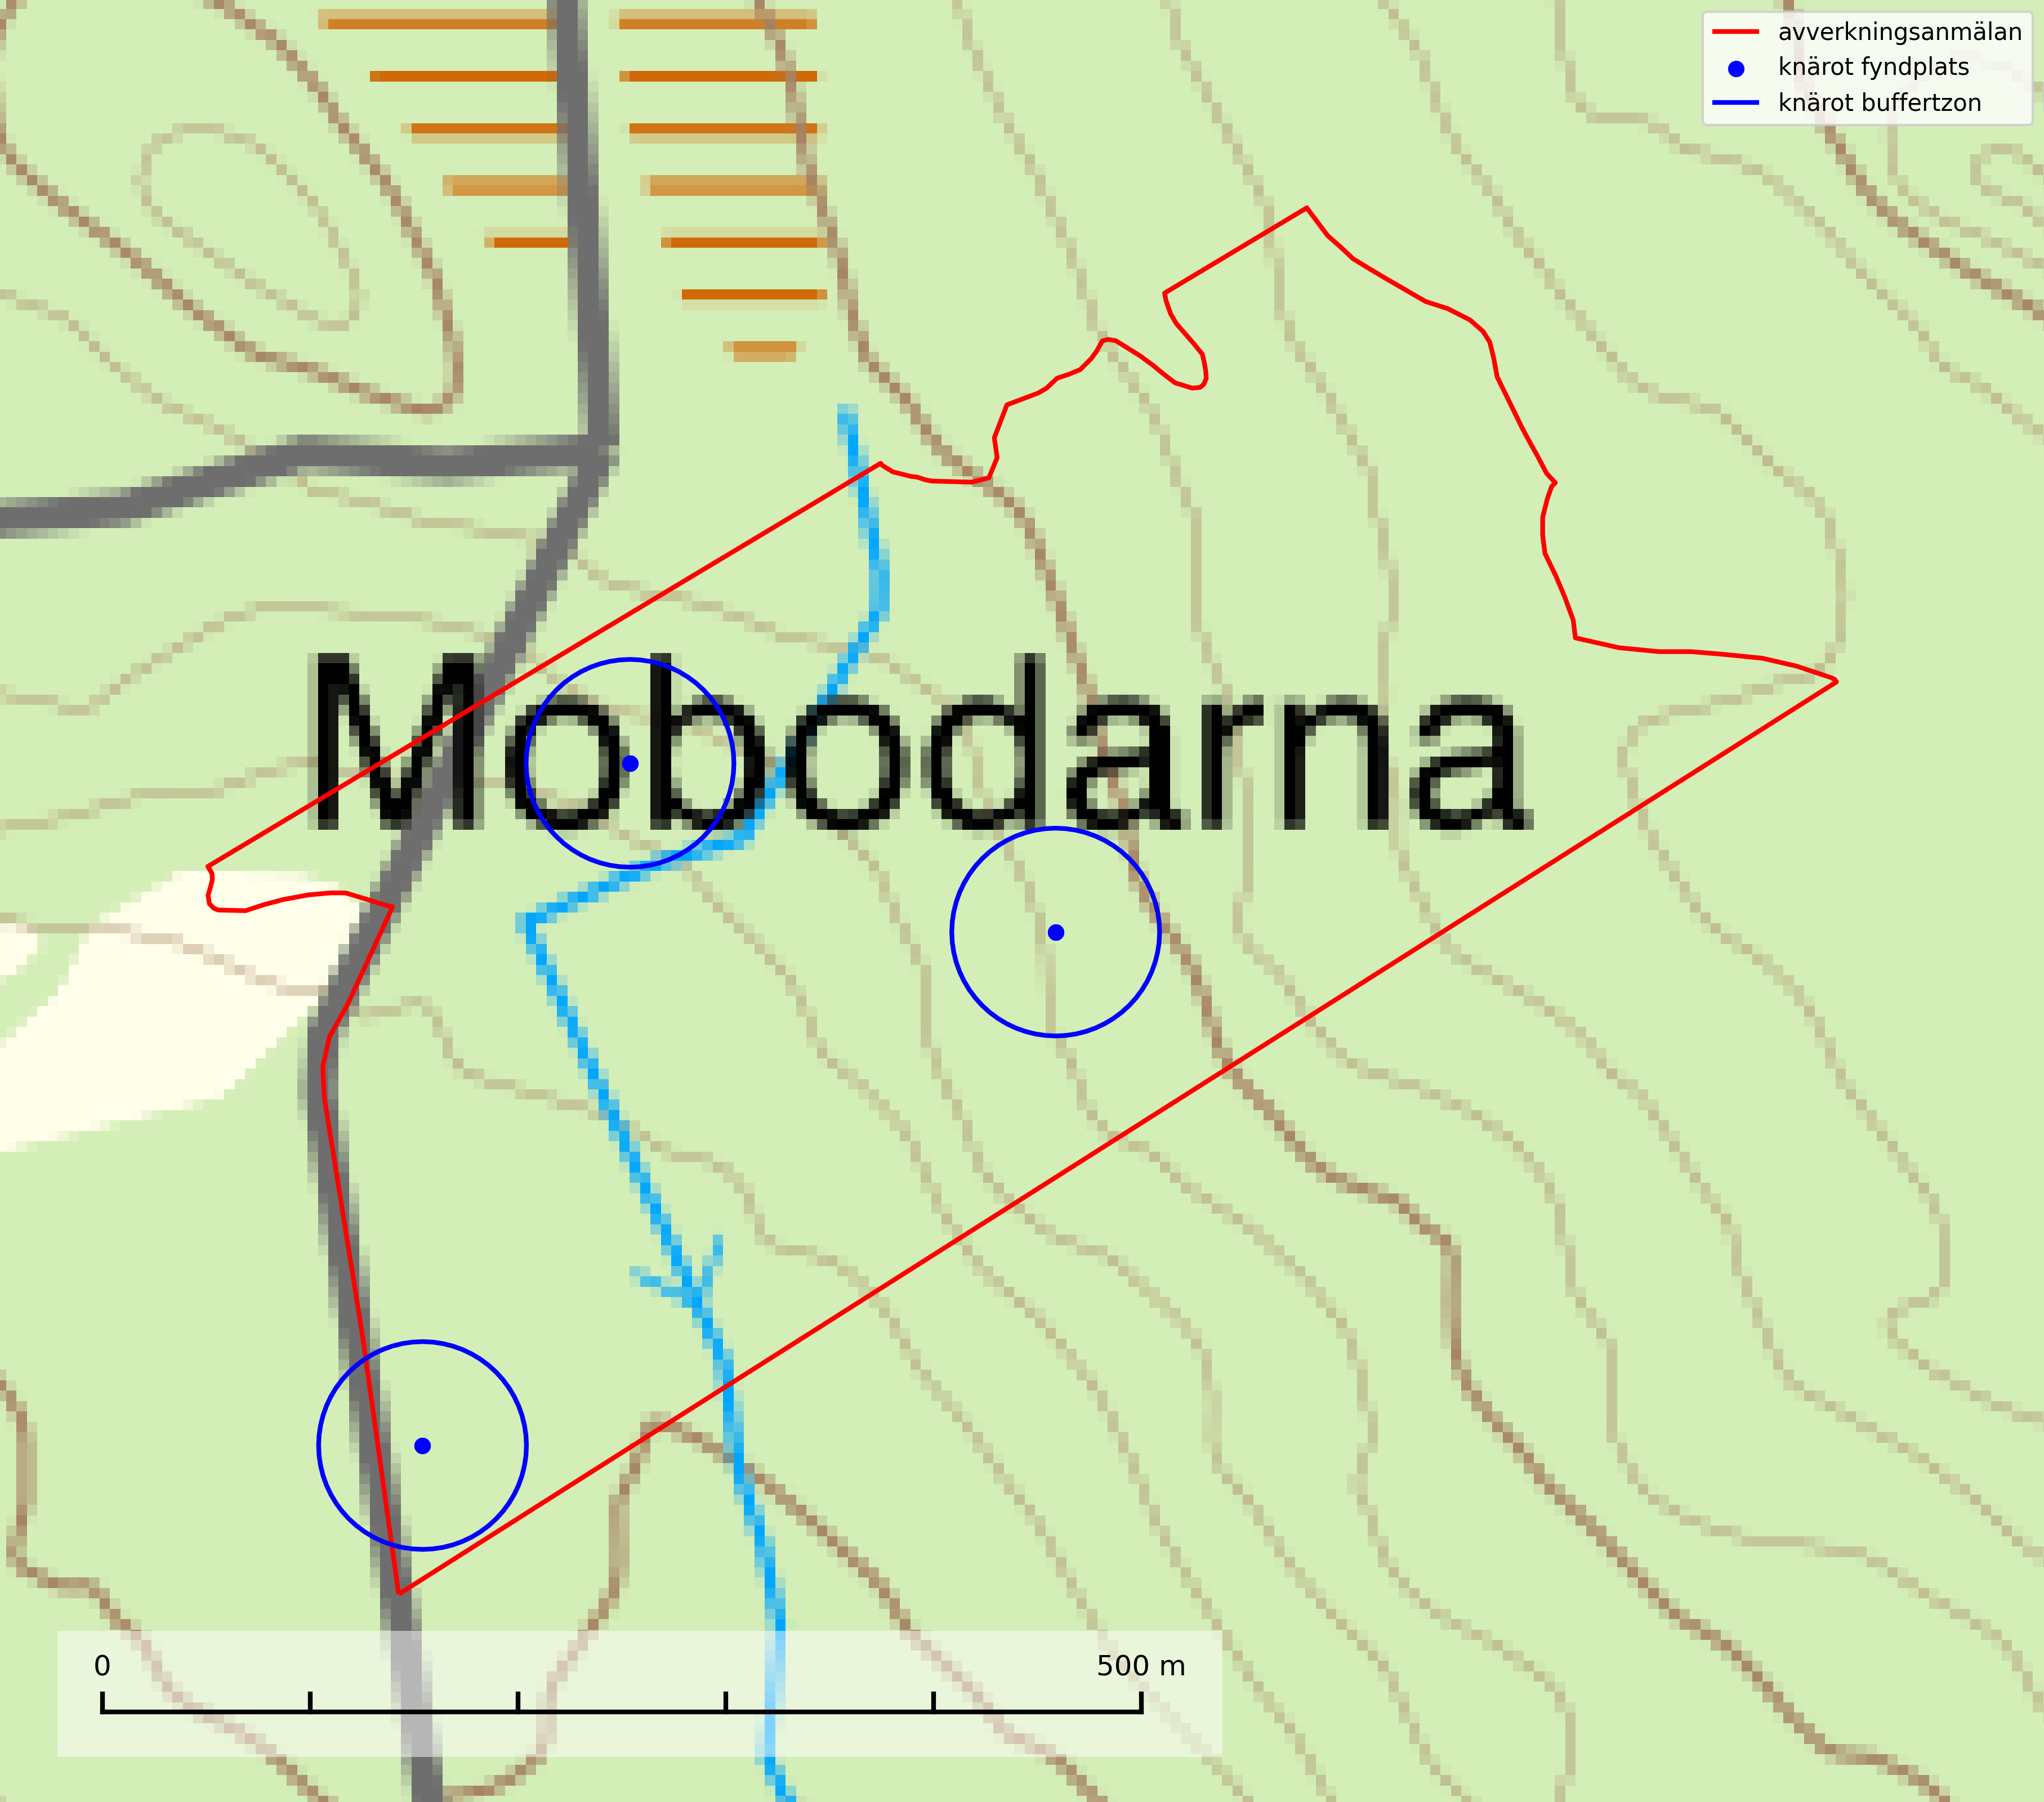 avverkningsanmälan
knärot fyndplats
knärot buffertzon
Mobodarna
0 500 m